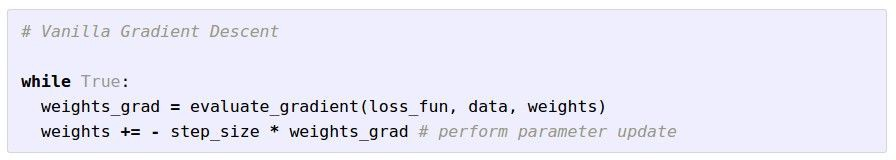 # Vanilla Gradient Descent
while True:
  weights_grad = evaluate_gradient(loss_fun, data, weights)
  weights += - step_size * weights_grad # perform parameter update